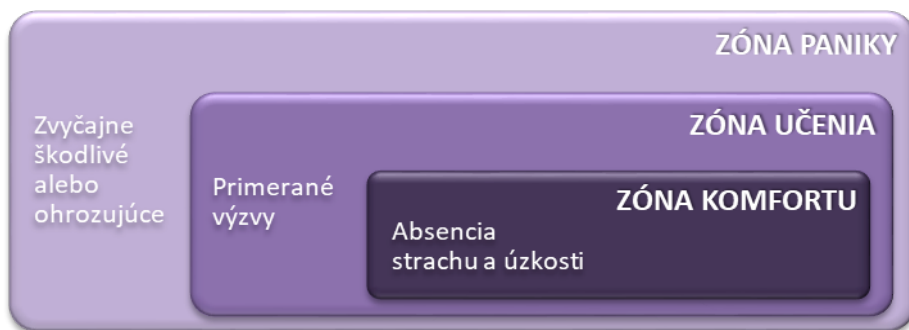 ZÓNA PANIKY
Zvyčajne
škodlivé
alebo
ohrozujúce
ZÓNA UČENIA
Primerané
výzvy
ZÓNA KOMFORTU
Absencia
strachu a úzkosti